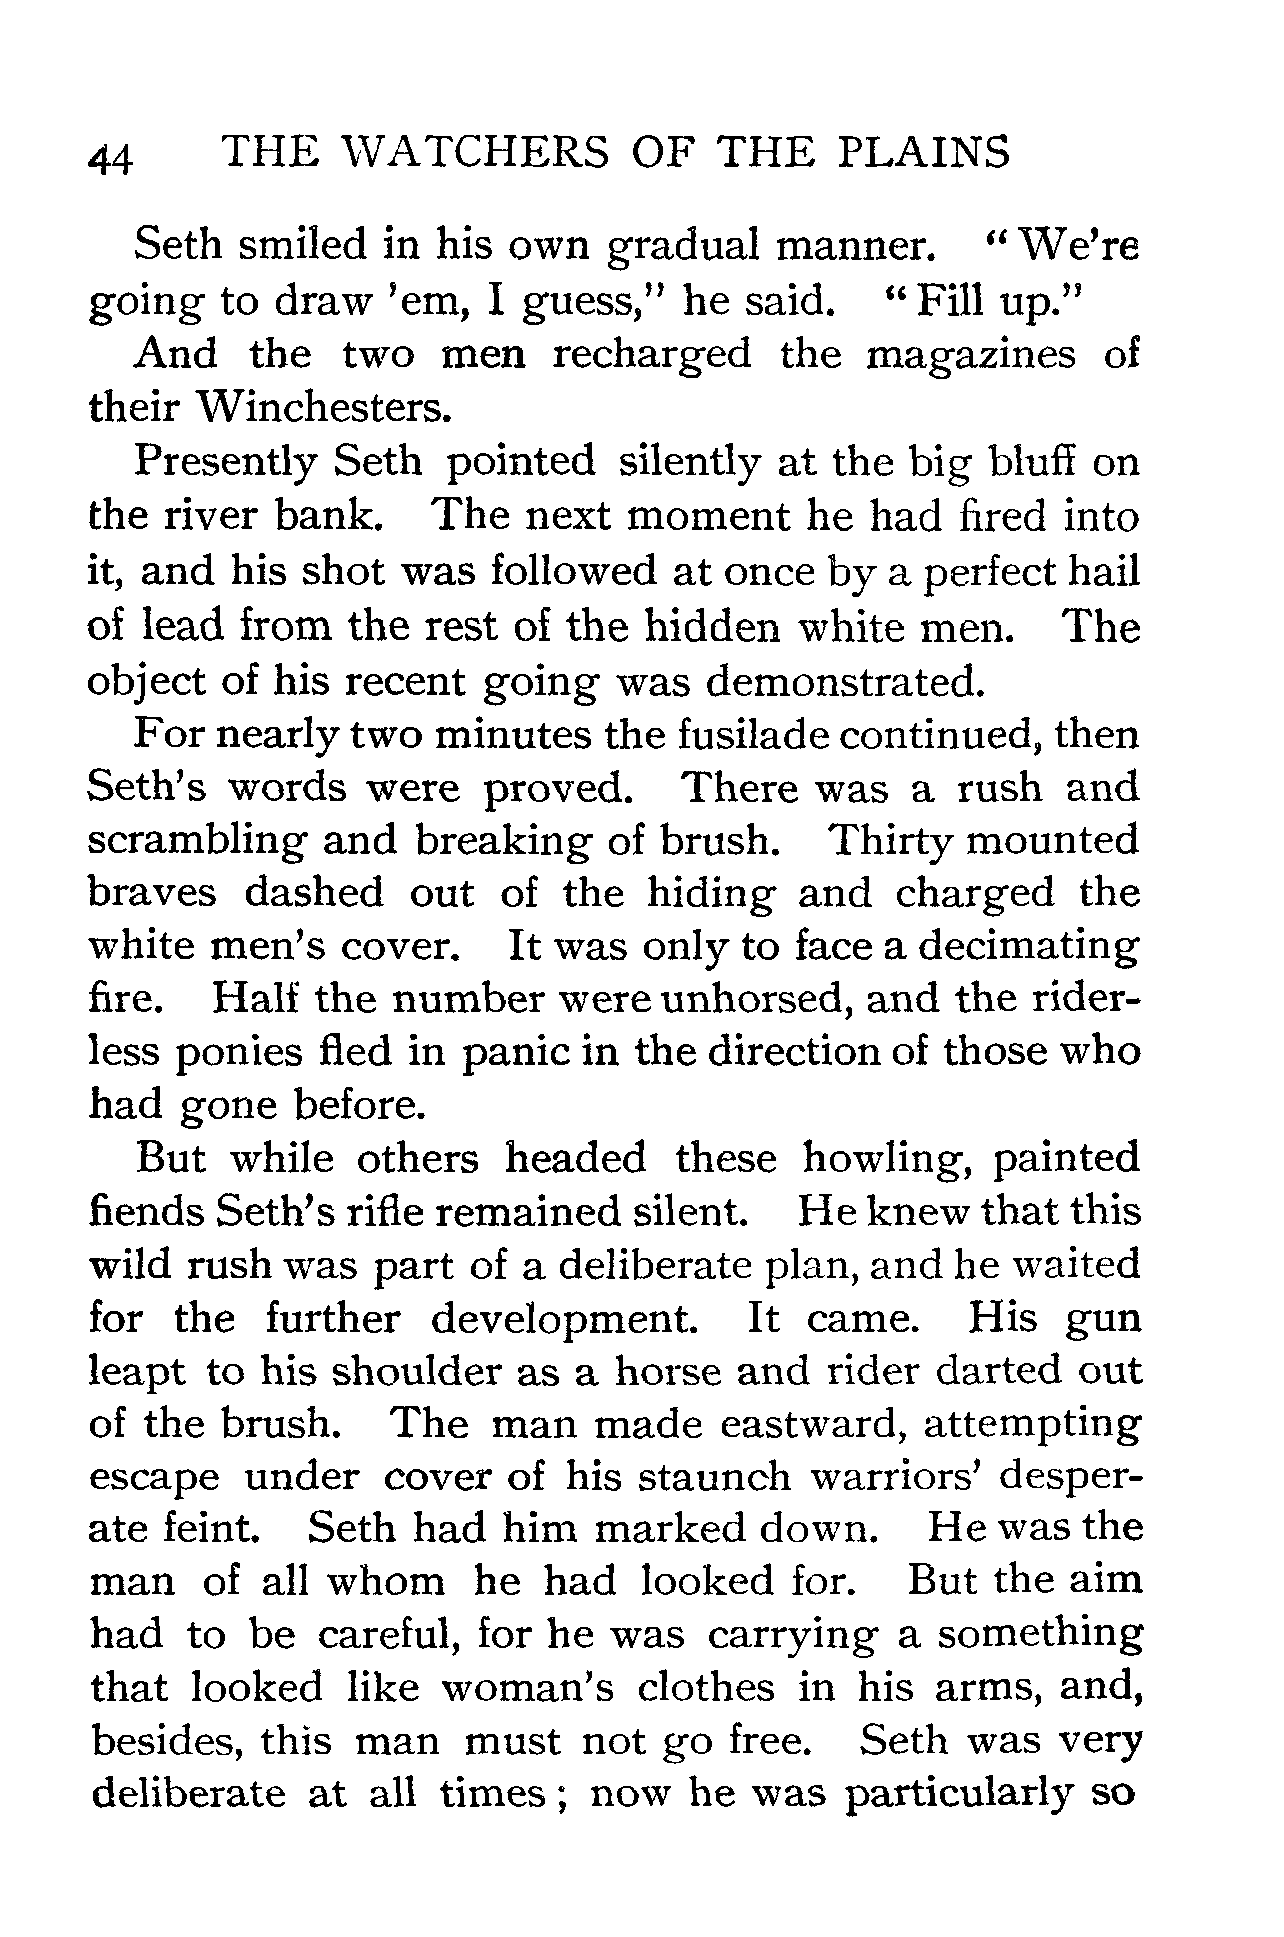 44 THE WATCHERS OF THE PLAINS
Seth smiled in his own gradual manner. "We're
going to draw 'em, I guess," he said. "Fill up."
And the two men recharged the magazines of
their Winchesters.
Presently Seth pointed silently at the big bluff on
the river bank. The next moment he had fired into
it, and his shot was followed at once by a perfect hail
of lead from the rest of the hidden white men. The
object of his recent going was demonstrated.
For nearly two minutes the fusilade continued, then
Seth's words were proved. There was a rush and
scrambling and breaking of brush. Thirty mounted
braves dashed out of the hiding and charged the
white men's cover. It was only to face a decimating
fire. Half the number were unhorsed, and the rider-
less ponies fled in panic in the direction of those who
had gone before.
But while others headed these howling, painted
fiends Seth's rifle remained silent. He knew that this
wild rush was part of a deliberate plan, and he waited
for the further development. It came. His gun
leapt to his shoulder as a horse and rider darted out
of the brush. The man made eastward, attempting
escape under cover of his staunch warriors' desper-
ate feint. Seth had him marked down. He was the
man of all whom he had looked for. But the aim
had to be careful, for he was carrying a something
that looked like woman's clothes in his arms, and,
besides, this man must not go free. Seth was very
deliberate at all times ; now he was particularly so